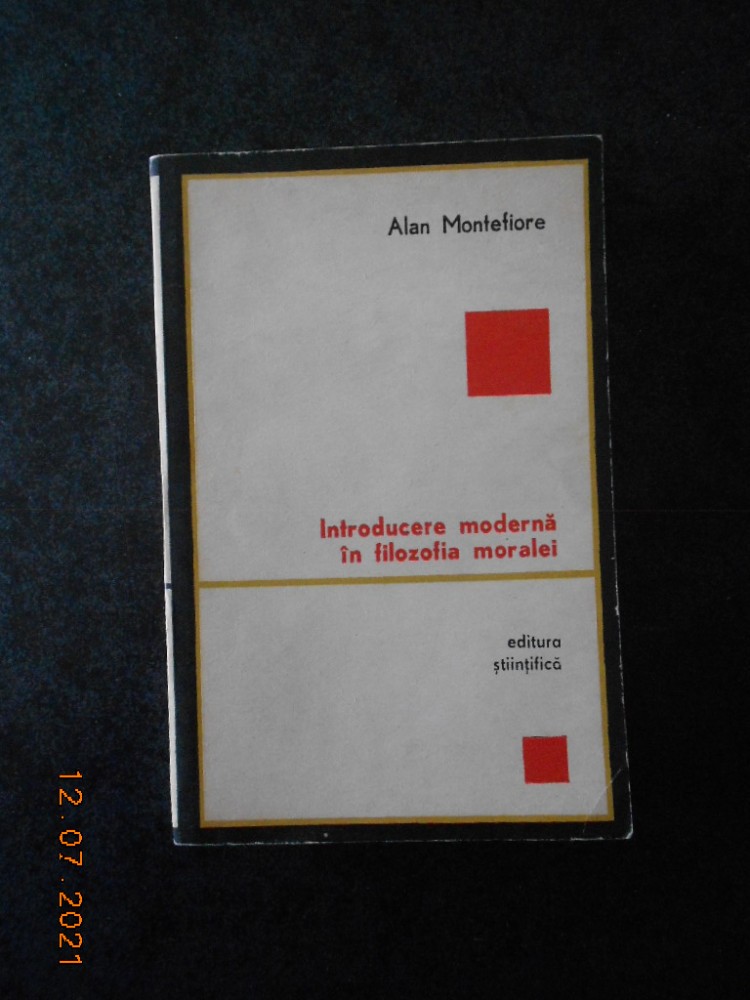 Alan Montefiore
Introducere modernă
în filozofia moralei
editura
științifică
12.07.2021